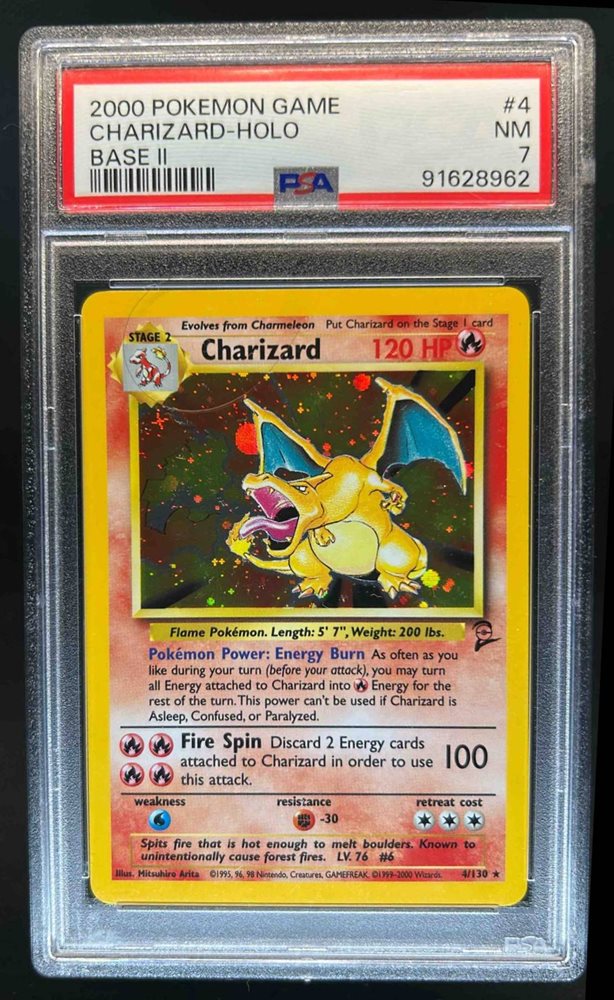 2000 POKEMON GAME #4
CHARIZARD-HOLO NM
BASE II 7
PSA 91628962
Evolves from Charmeleon Put Charizard on the Stage 1 card
STAGE 2
Charizard 120 HP
Flame Pokémon. Length: 5' 7", Weight: 200 lbs.
Pokémon Power: Energy Burn As often as you
like during your turn (before your attack), you may turn
all Energy attached to Charizard into Energy for the
rest of the turn. This power can't be used if Charizard is
Asleep, Confused, or Paralyzed.
Fire Spin Discard 2 Energy cards
attached to Charizard in order to use 100
this attack.
weakness resistance retreat cost
-30
Spits fire that is hot enough to melt boulders. Known to
unintentionally cause forest fires. LV. 76 #6
Illus. Mitsuhiro Arita ©1995, 96, 98 Nintendo, Creatures, GAMEFREAK. ©1999-2000 Wizards. 4/130 ★
PSA